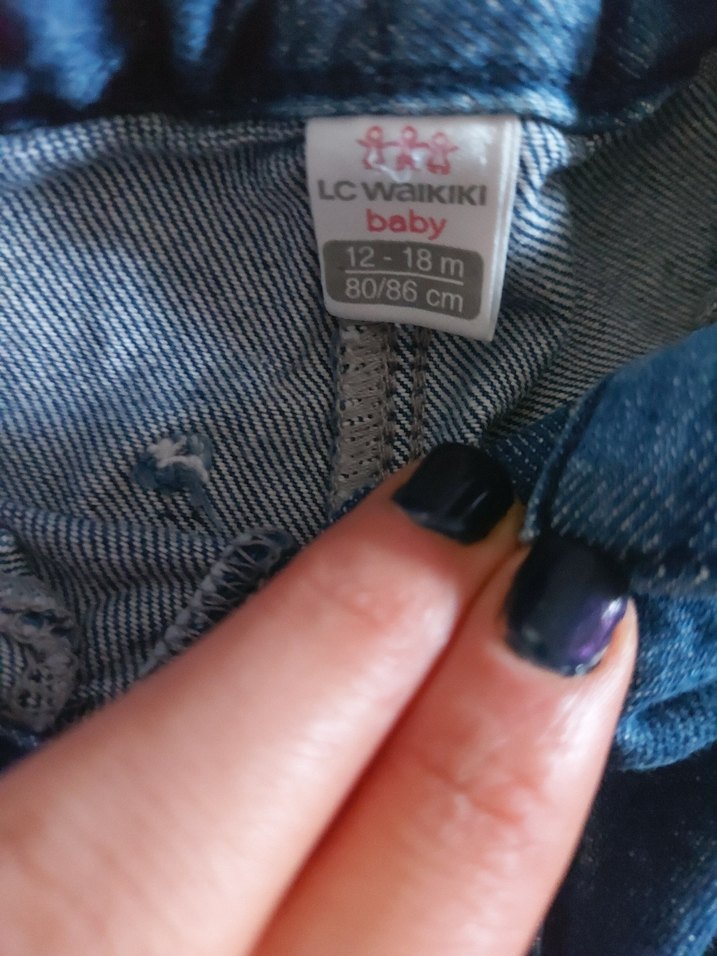 LC WAIKIKI
baby
12 - 18 m
80/86 cm